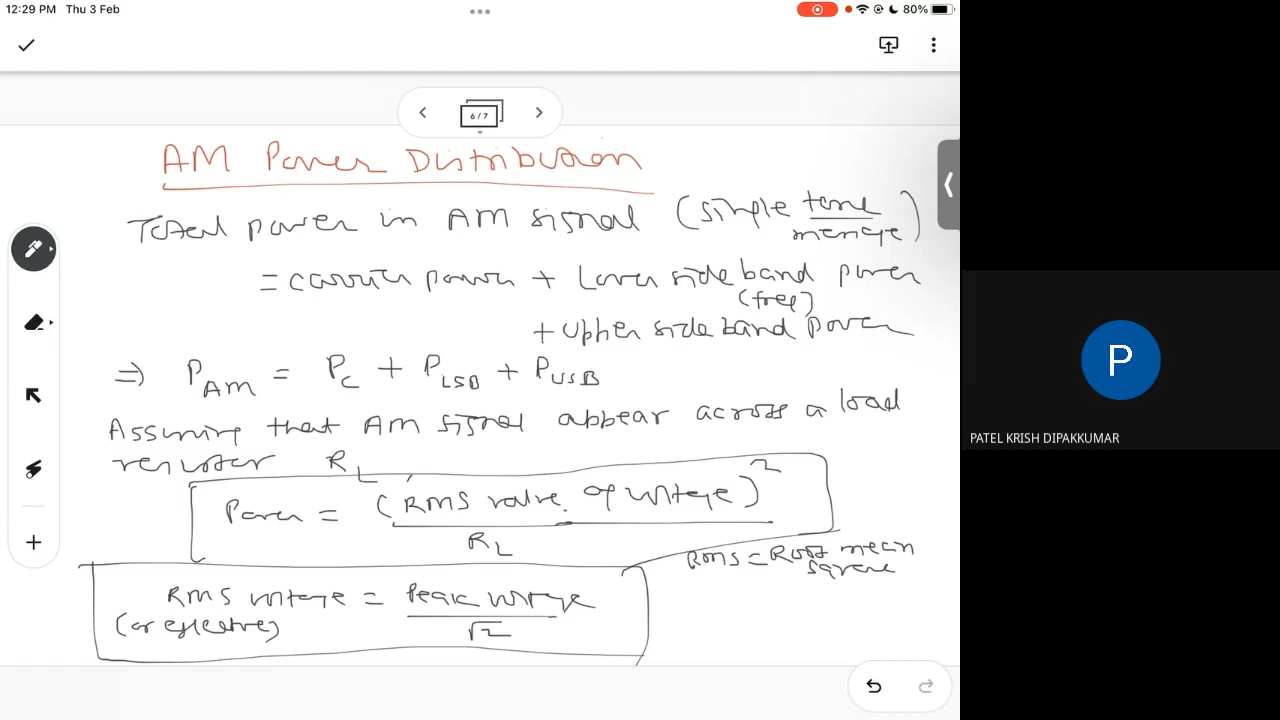 12:29 PM Thu 3 Feb
80%
6/7
AM Power Distribution
Total power in AM signal (single tone message)
= carrier power + Lower side band power
(freq)
+ Upper side band power
⇒ P_AM = P_C + P_LSB + P_USB
Assuming that AM signal appear across a load
resistor R_L
Power = (RMS value of voltage)²
R_L
RMS = Root mean
square
RMS voltage = Peak voltage
(or effective) √2
P
PATEL KRISH DIPAKKUMAR